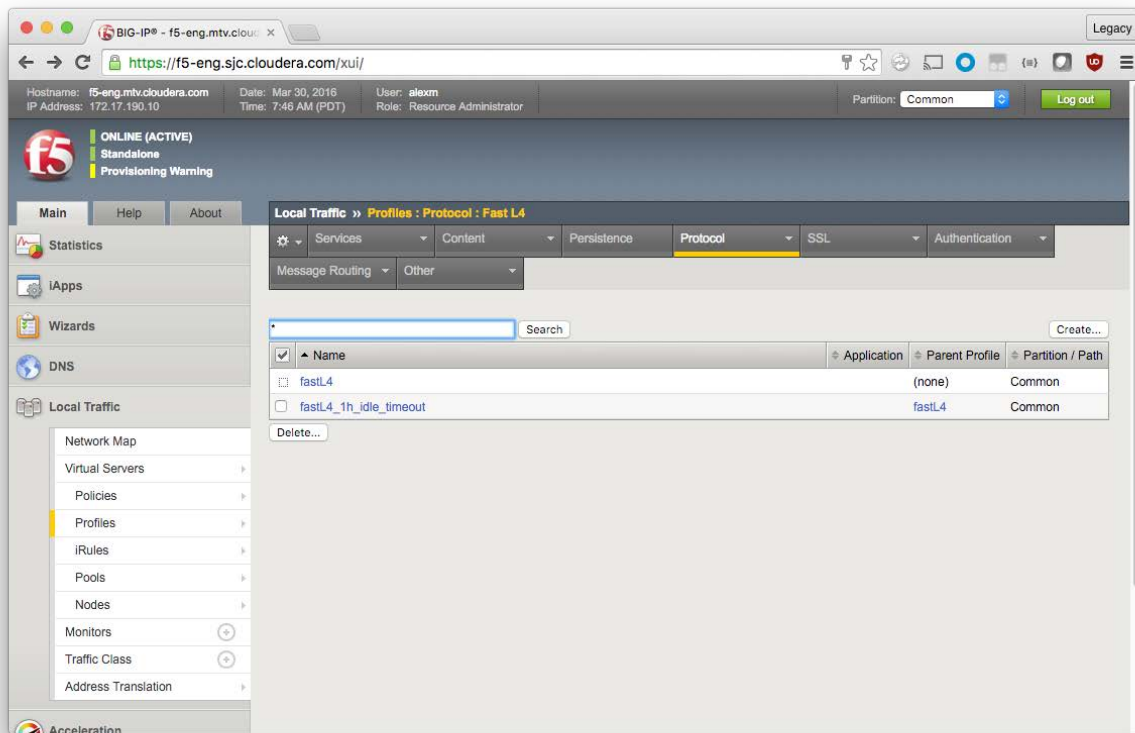 BIG-IP® - f5-eng.mtv.clou ×
Legacy
https://f5-eng.sjc.cloudera.com/xui/
Hostname: f5-eng.mtv.cloudera.com Date: Mar 30, 2016 User: alexm
IP Address: 172.17.190.10 Time: 7:46 AM (PDT) Role: Resource Administrator
Partition: Common Log out
f5
ONLINE (ACTIVE)
Standalone
Provisioning Warning
Main Help About
Local Traffic ›› Profiles : Protocol : Fast L4
Services Content Persistence Protocol SSL Authentication
Message Routing Other
Statistics
iApps
Wizards
DNS
Local Traffic
Network Map
Virtual Servers
Policies
Profiles
iRules
Pools
Nodes
Monitors
Traffic Class
Address Translation
Acceleration
* Search Create...
Name Application Parent Profile Partition / Path
fastL4 (none) Common
fastL4_1h_idle_timeout fastL4 Common
Delete...